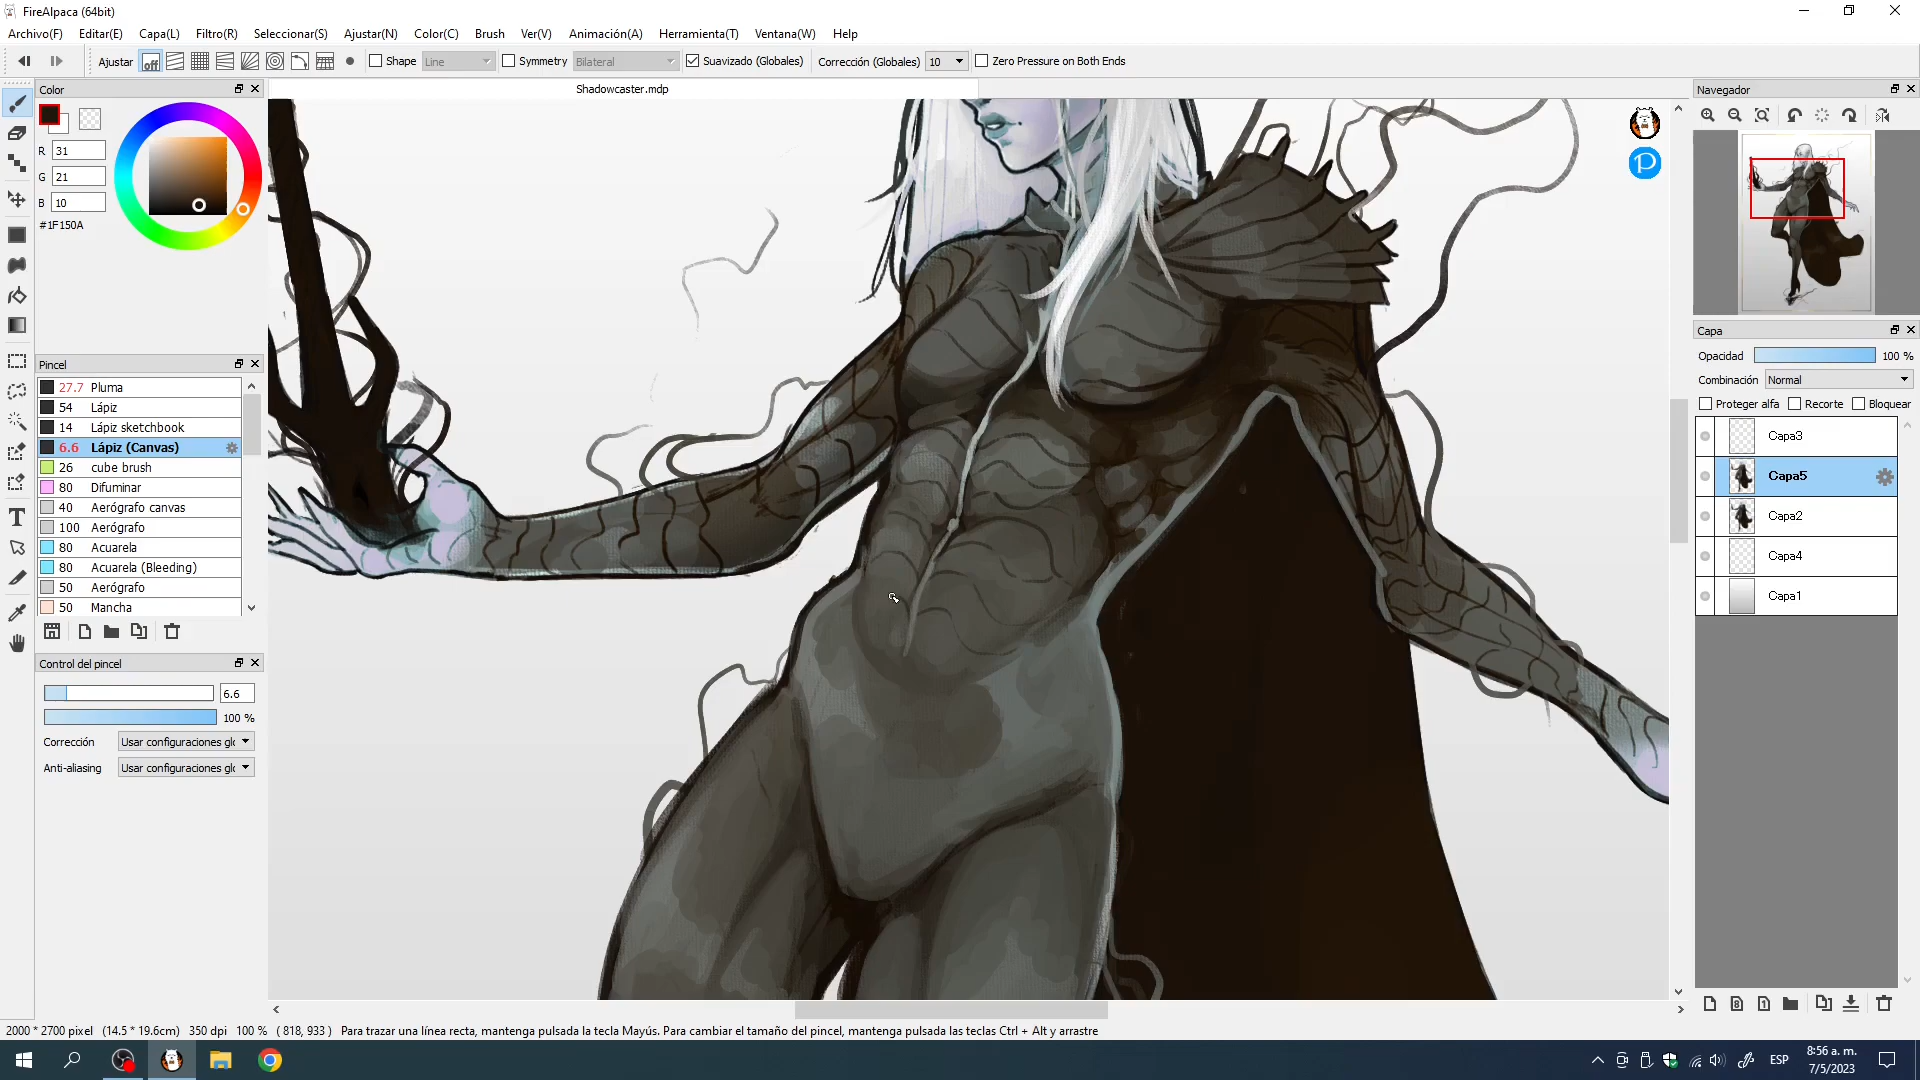 FireAlpaca (64bit)
Archivo(F) Editar(E) Capa(L) Filtro(R) Seleccionar(S) Ajustar(N) Color(C) Brush Ver(V) Animación(A) Herramienta(T) Ventana(W) Help
Ajustar off Shape Line Symmetry Bilateral Suavizado (Globales) Corrección (Globales) 10 Zero Pressure on Both Ends
Color
Shadowcaster.mdp
Navegador
R 31
G 21
B 10
#1F150A
Pincel
27.7 Pluma
54 Lápiz
14 Lápiz sketchbook
6.6 Lápiz (Canvas)
26 cube brush
80 Difuminar
40 Aerógrafo canvas
100 Aerógrafo
80 Acuarela
80 Acuarela (Bleeding)
50 Aerógrafo
50 Mancha
Control del pincel
6.6
100 %
Corrección Usar configuraciones glo
Anti-aliasing Usar configuraciones glo
Capa
Opacidad 100 %
Combinación Normal
Proteger alfa Recorte Bloquear
Capa3
Capa5
Capa2
Capa4
Capa1
2000 * 2700 pixel (14.5 * 19.6cm) 350 dpi 100 % ( 818, 933 ) Para trazar una línea recta, mantenga pulsada la tecla Mayús. Para cambiar el tamaño del pincel, mantenga pulsadas las teclas Ctrl + Alt y arrastre
ESP
8:56 a. m.
7/5/2023